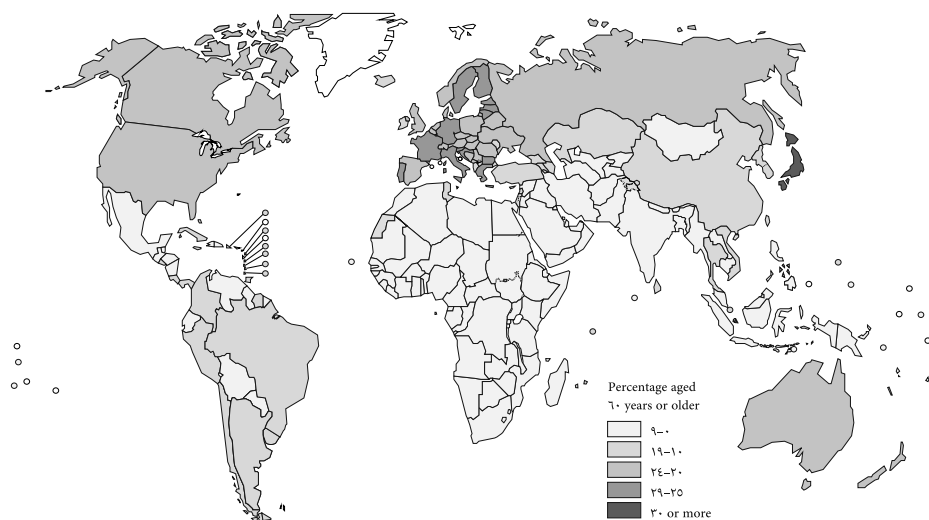 Percentage aged
٦٠ years or older
٩-٠
١٩-١٠
٢٤-٢٠
٢٩-٢٥
٣٠ or more